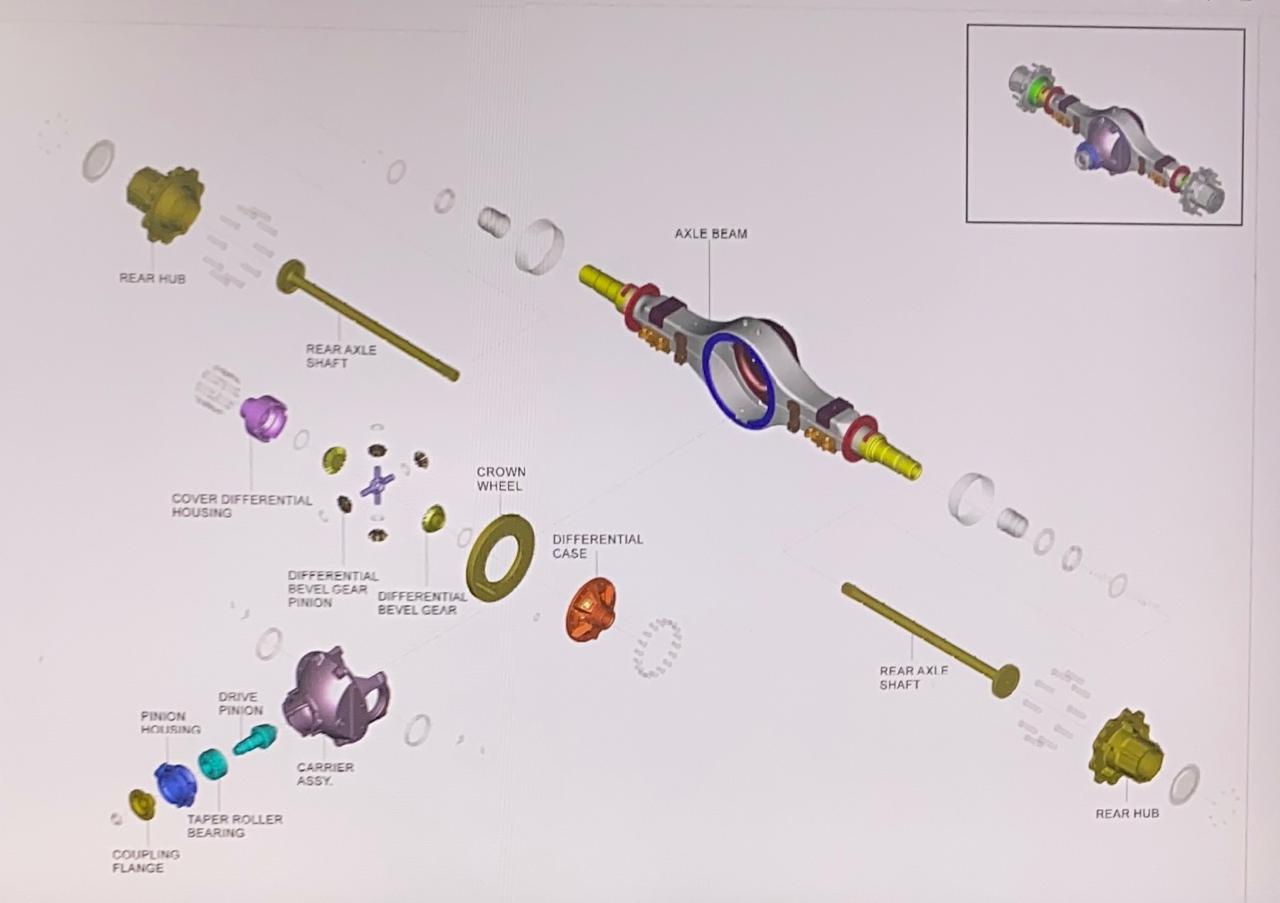 AXLE BEAM
REAR HUB
REAR AXLE
SHAFT
CROWN
WHEEL
COVER DIFFERENTIAL
HOUSING
DIFFERENTIAL
CASE
DIFFERENTIAL
BEVEL GEAR
PINION
DIFFERENTIAL
BEVEL GEAR
REAR AXLE
SHAFT
DRIVE
PINION
PINION
HOUSING
CARRIER
ASSY.
TAPER ROLLER
BEARING
REAR HUB
COUPLING
FLANGE